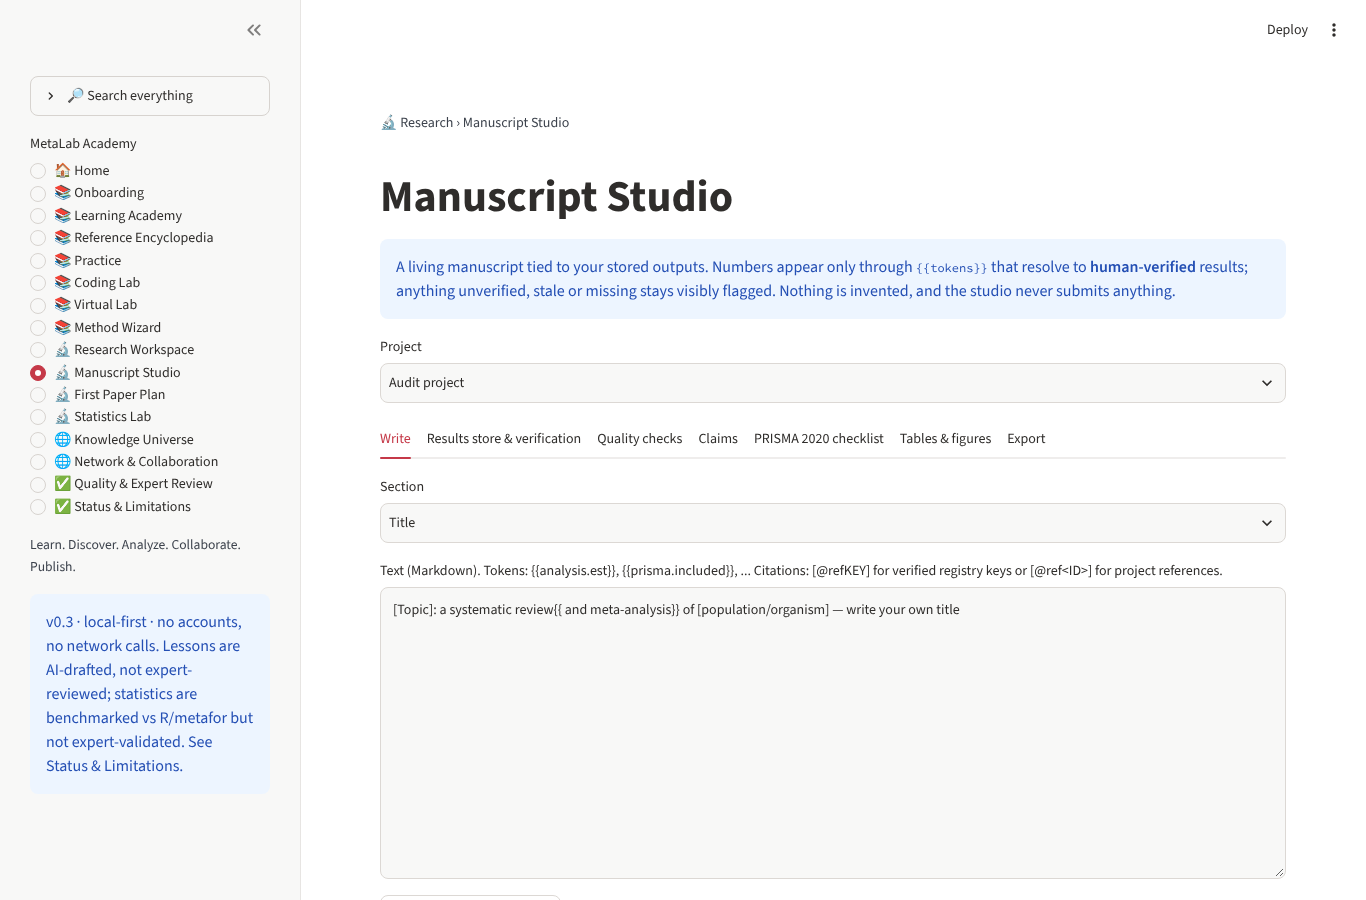 Deploy
🔎 Search everything
MetaLab Academy
🏠 Home
📚 Onboarding
📚 Learning Academy
📚 Reference Encyclopedia
📚 Practice
📚 Coding Lab
📚 Virtual Lab
📚 Method Wizard
🔬 Research Workspace
🔬 Manuscript Studio
🔬 First Paper Plan
🔬 Statistics Lab
🌐 Knowledge Universe
🌐 Network & Collaboration
✅ Quality & Expert Review
✅ Status & Limitations
Learn. Discover. Analyze. Collaborate.
Publish.
v0.3 · local-first · no accounts,
no network calls. Lessons are
AI-drafted, not expert-
reviewed; statistics are
benchmarked vs R/metafor but
not expert-validated. See
Status & Limitations.
🔬 Research › Manuscript Studio
Manuscript Studio
A living manuscript tied to your stored outputs. Numbers appear only through {{tokens}} that resolve to human-verified results;
anything unverified, stale or missing stays visibly flagged. Nothing is invented, and the studio never submits anything.
Project
Audit project
Write Results store & verification Quality checks Claims PRISMA 2020 checklist Tables & figures Export
Section
Title
Text (Markdown). Tokens: {{analysis.est}}, {{prisma.included}}, ... Citations: [@refKEY] for verified registry keys or [@ref<ID>] for project references.
[Topic]: a systematic review{{ and meta-analysis}} of [population/organism] — write your own title